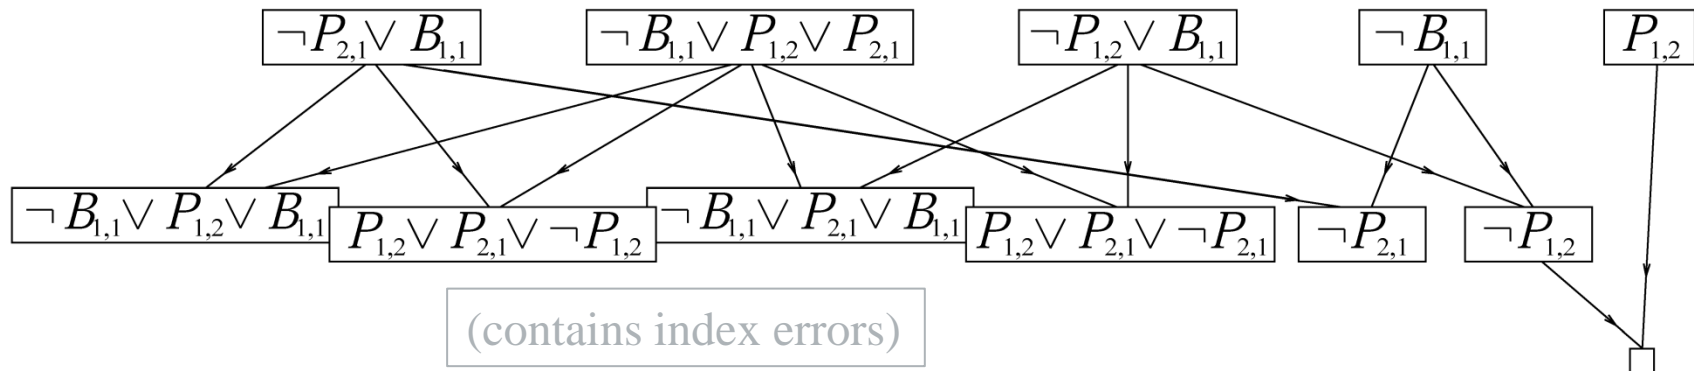 ¬P₂,₁ ∨ B₁,₁ ¬B₁,₁ ∨ P₁,₂ ∨ P₂,₁ ¬P₁,₂ ∨ B₁,₁ ¬B₁,₁ P₁,₂
¬B₁,₁ ∨ P₁,₂ ∨ B₁,₁ P₁,₂ ∨ P₂,₁ ∨ ¬P₁,₂ ¬B₁,₁ ∨ P₂,₁ ∨ B₁,₁ P₁,₂ ∨ P₂,₁ ∨ ¬P₂,₁ ¬P₂,₁ ¬P₁,₂
(contains index errors)